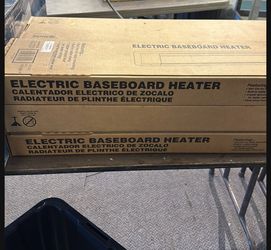 ELECTRIC BASEBOARD HEATER
ELECTRIC BASEBOARD HEATER
CALENTADOR ELECTRICO DE ZOCALO
RADIATEUR DE PLINTHE ÉLECTRIQUE
ELECTRIC BASEBOARD HEATER
CALENTADOR ELECTRICO DE ZOCALO
RADIATEUR DE PLINTHE ÉLECTRIQUE